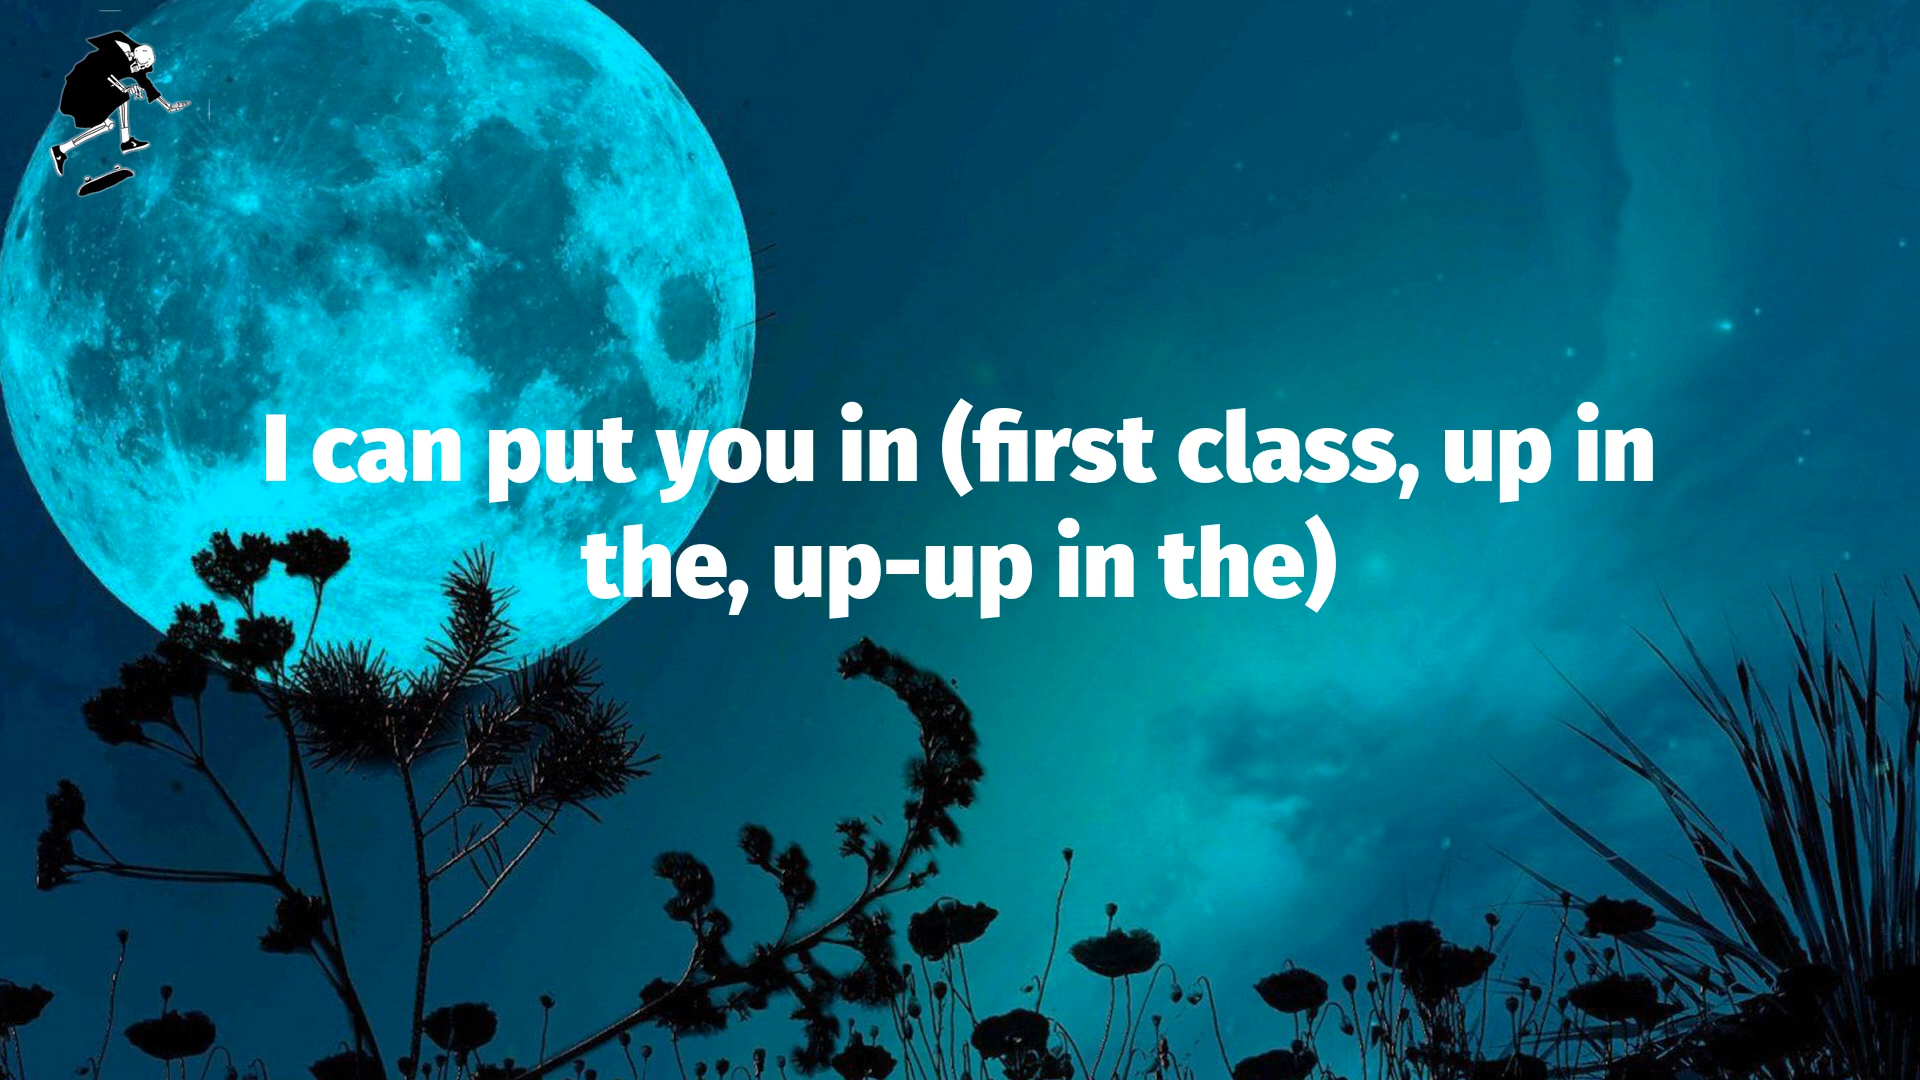 I can put you in (first class, up in
the, up-up in the)